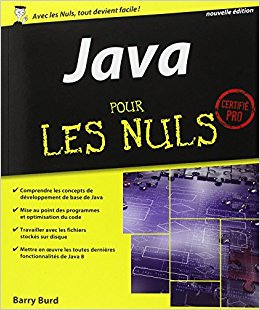 Avec les Nuls, tout devient facile !
nouvelle édition
Java
POUR
LES NULS
CERTIFIÉ
PRO
✓ Comprendre les concepts de
développement de base de Java
✓ Mise au point des programmes
et optimisation du code
✓ Travailler avec les fichiers
stockés sur disque
✓ Mettre en œuvre les toutes dernières
fonctionnalités de Java 8
Barry Burd